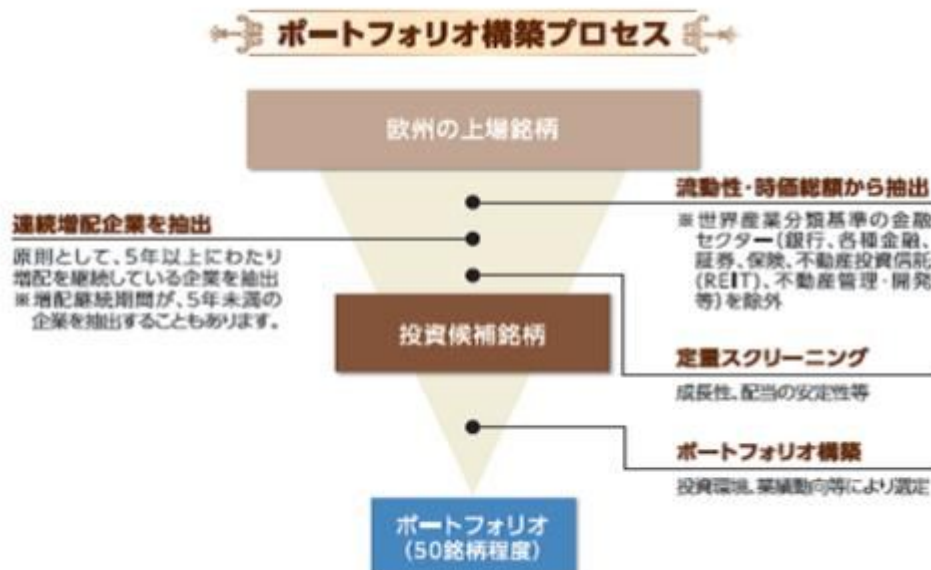 ポートフォリオ構築プロセス
欧州の上場銘柄
流動性・時価総額から抽出
※世界産業分類基準の金融
セクター(銀行、各種金融、
証券、保険、不動産投資信託
(REIT)、不動産管理・開発
等)を除外
連続増配企業を抽出
原則として、5年以上にわたり
増配を継続している企業を抽出
※増配継続期間が、5年未満の
企業を抽出することもあります。
投資候補銘柄
定量スクリーニング
成長性、配当の安定性等
ポートフォリオ構築
投資環境、業績動向等により選定
ポートフォリオ
(50銘柄程度)